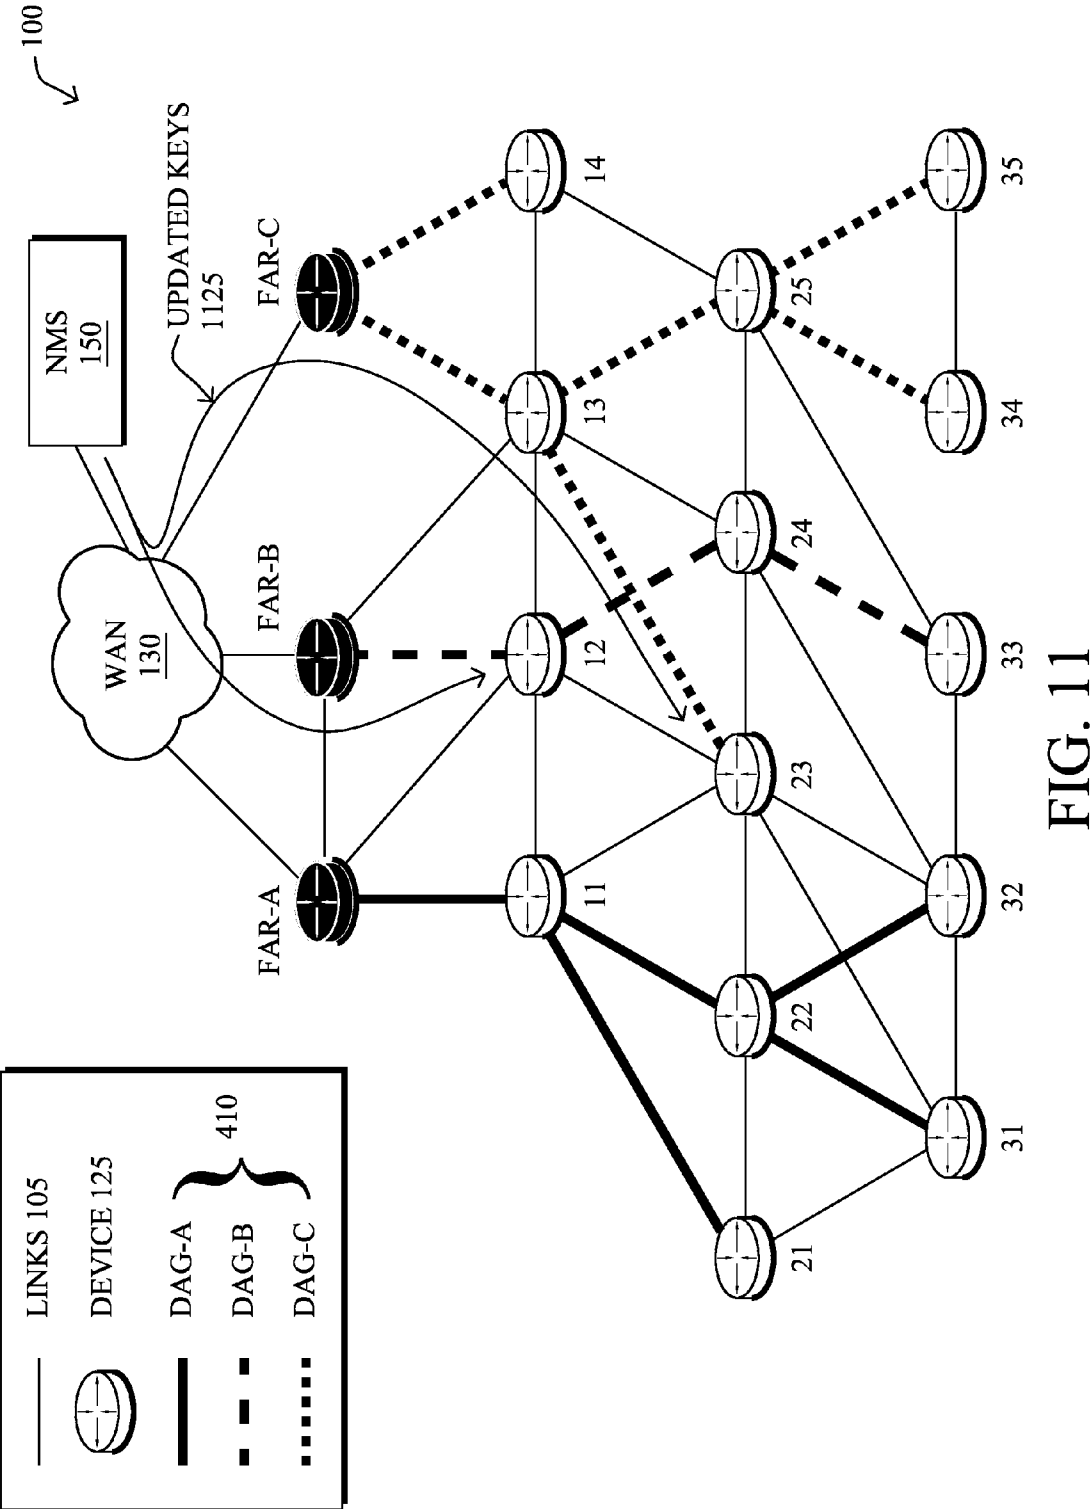 100
NMS
150
WAN
130
UPDATED KEYS
1125
FAR-A
FAR-B
FAR-C
11
12
13
14
21
22
23
24
25
31
32
33
34
35
LINKS 105
DEVICE 125
DAG-A
DAG-B
DAG-C
410
FIG. 11